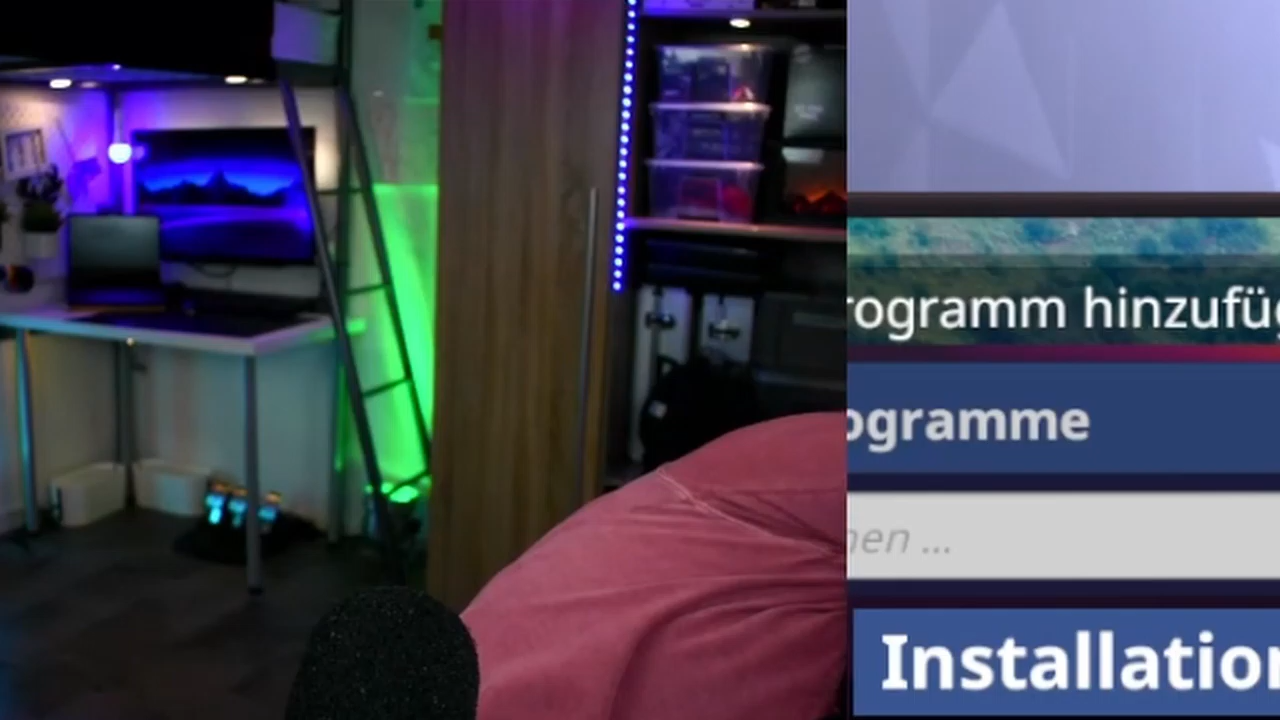 rogramm hinzufüg
ogramme
nen ...
Installation